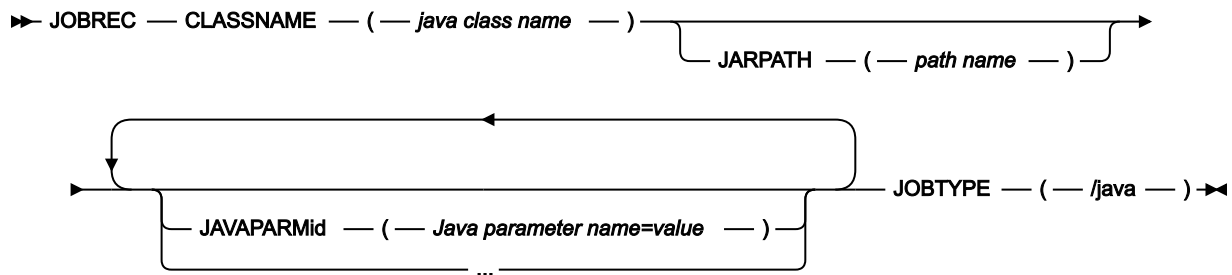 JOBREC — CLASSNAME — ( — java class name — )
JARPATH — ( — path name — )
JAVAPARMid — ( — Java parameter name=value — )
...
JOBTYPE — ( — /java — )